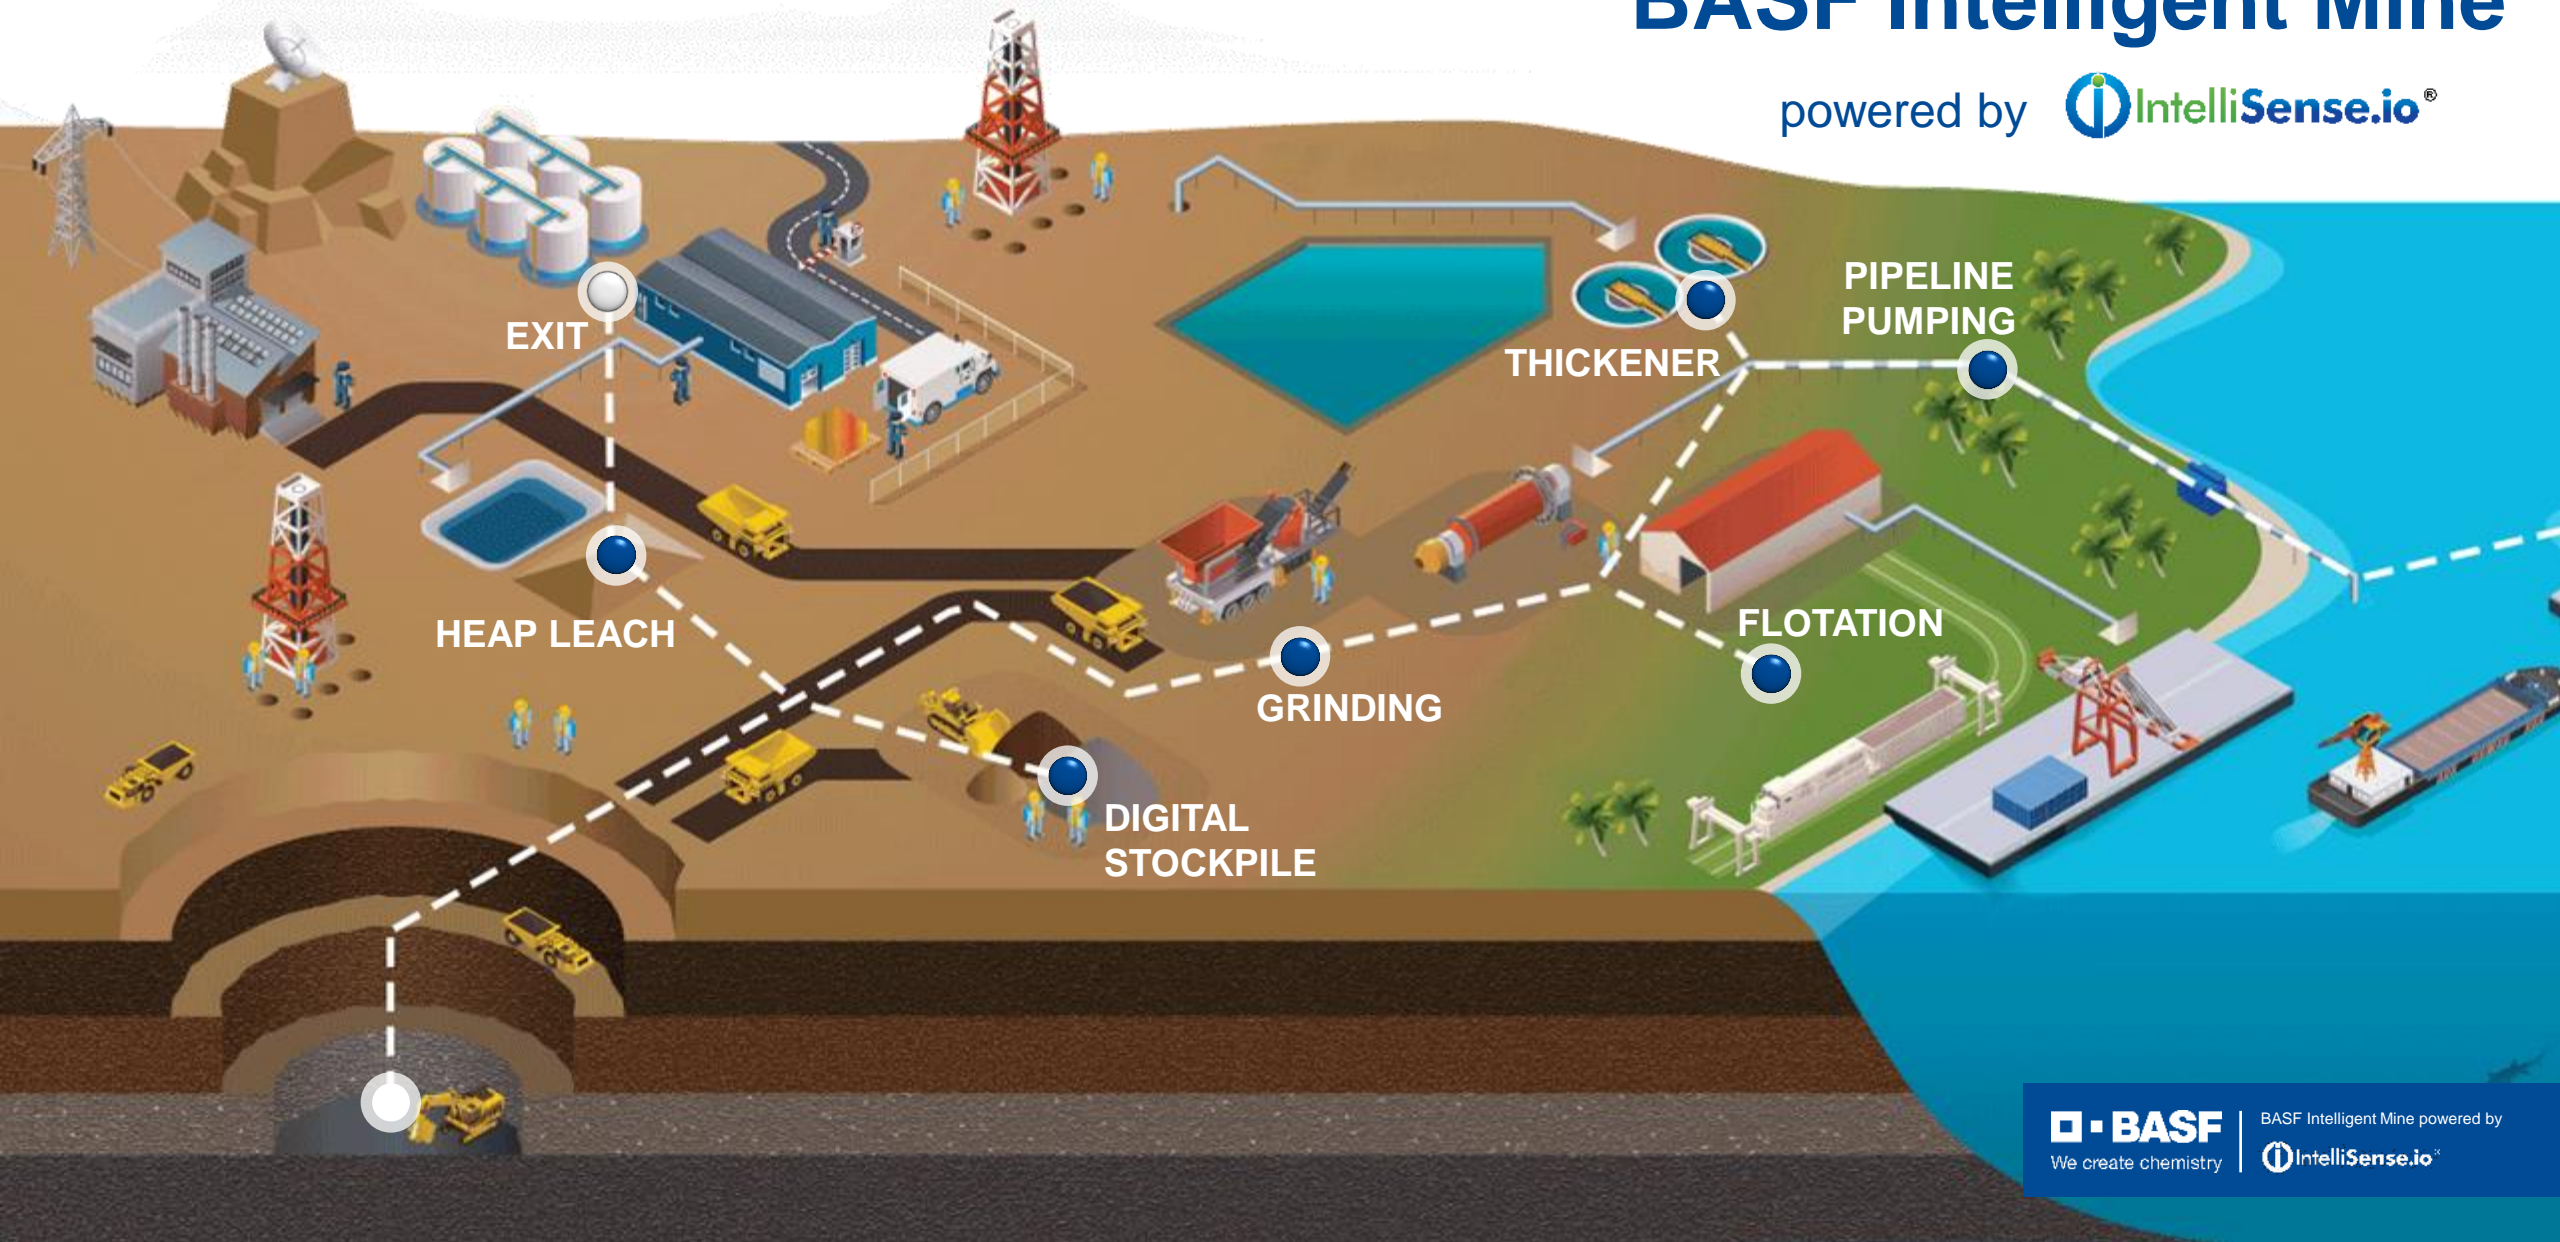 BASF Intelligent Mine
powered by IntelliSense.io®
PIPELINE
PUMPING
EXIT
THICKENER
HEAP LEACH
FLOTATION
GRINDING
DIGITAL
STOCKPILE
BASF
We create chemistry
BASF Intelligent Mine powered by
IntelliSense.io